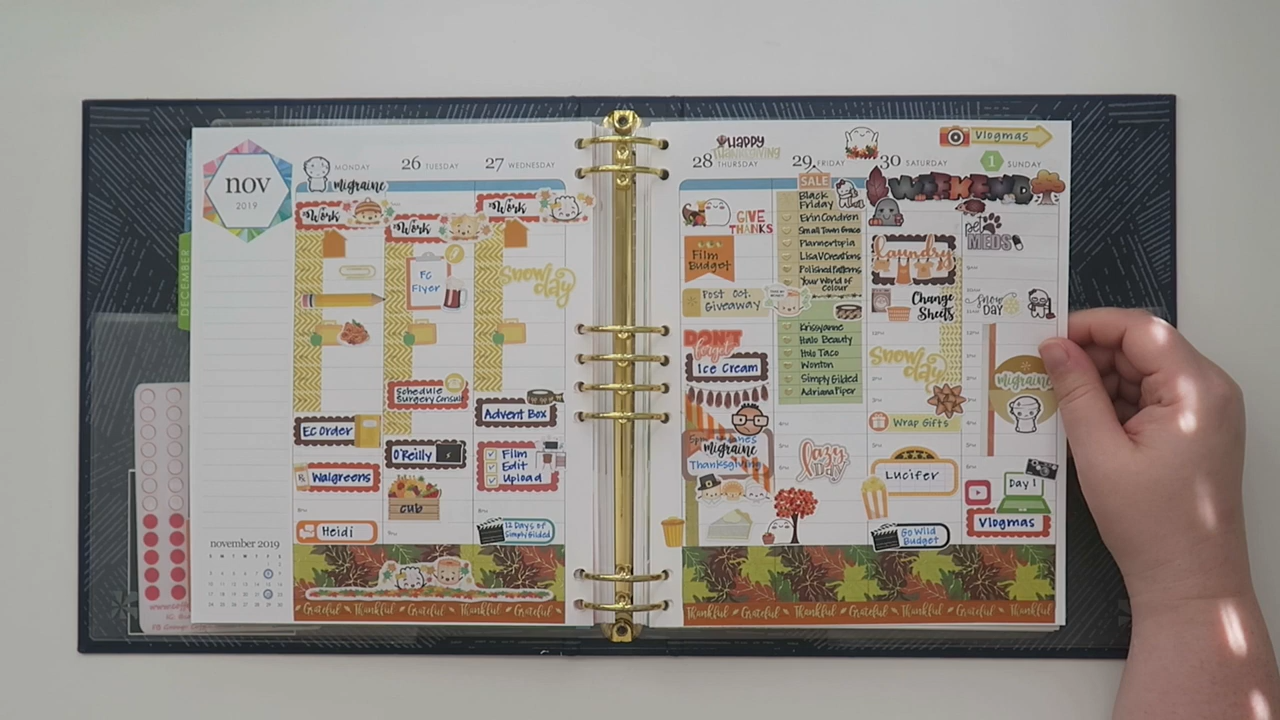 nov
2019
DECEMBER
november 2019
MONDAY
migraine
Work
EC Order
Walgreens
Heidi
26 TUESDAY
Work
FC
Flyer
Schedule
Surgery Consul
O'Reilly
cub
27 WEDNESDAY
Work
Snow
day
Advent Box
Film
Edit
Upload
12 Days of
Simply Gilded
Grateful Thankful Grateful Thankful Grateful
HAPPY
THANKSGIVING
28 THURSDAY
GIVE
THANKS
Film
Budget
Post Oct.
Giveaway
DON'T
forget
Ice Cream
5pm
migraine
Thanksgiving
29 FRIDAY
SALE
Black
Friday
Erin Condren
Small Town Grace
Plannertopia
Lisa V Creations
Polished Patterns
Your World of
Colour
Krissyanne
Halo Beauty
Holo Taco
Wonton
Simply Gilded
Adriana Piper
lazy
DAY
30 SATURDAY
WEEKEND
Laundry
Change
Sheets
Snow
day
Wrap Gifts
Lucifer
Go Wild
Budget
Vlogmas
1 SUNDAY
pet
MEDS
snow
DAY
migraine
Day 1
Vlogmas
Thankful Grateful Thankful Grateful Thankful